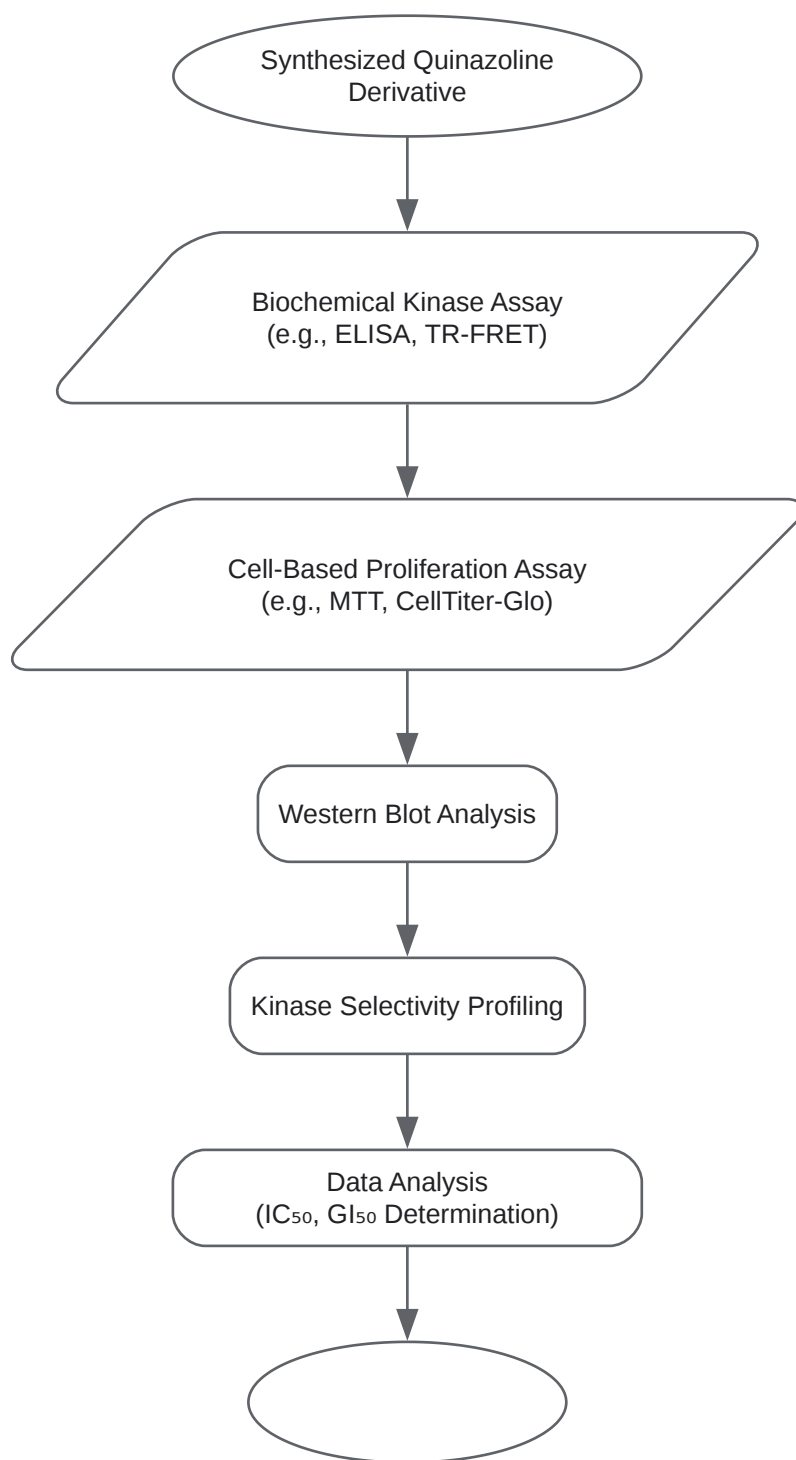 Synthesized Quinazoline
Derivative
Biochemical Kinase Assay
(e.g., ELISA, TR-FRET)
Cell-Based Proliferation Assay
(e.g., MTT, CellTiter-Glo)
Western Blot Analysis
Kinase Selectivity Profiling
Data Analysis
(IC₅₀, GI₅₀ Determination)